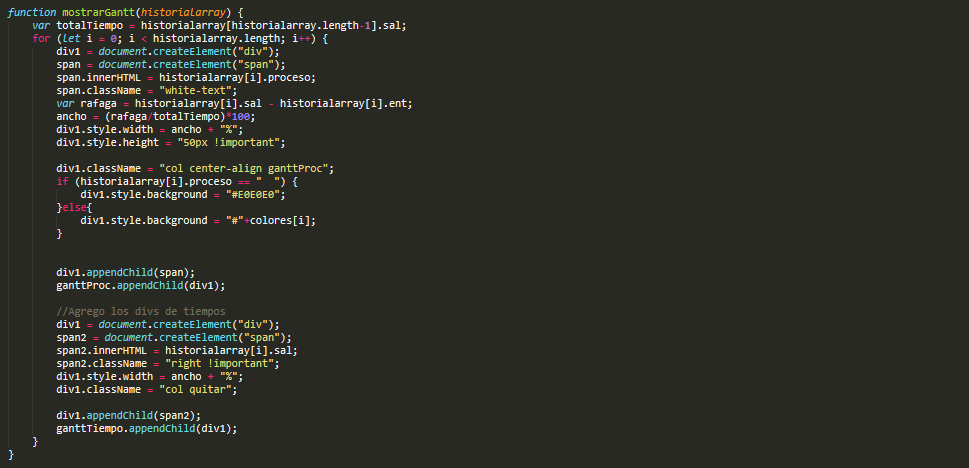 function mostrarGantt(historialarray) {
    var totalTiempo = historialarray[historialarray.length-1].sal;
    for (let i = 0; i < historialarray.length; i++) {
        div1 = document.createElement("div");
        span = document.createElement("span");
        span.innerHTML = historialarray[i].proceso;
        span.className = "white-text";
        var rafaga = historialarray[i].sal - historialarray[i].ent;
        ancho = (rafaga/totalTiempo)*100;
        div1.style.width = ancho + "%";
        div1.style.height = "50px !important";

        div1.className = "col center-align ganttProc";
        if (historialarray[i].proceso == "  ") {
            div1.style.background = "#E0E0E0";
        }else{
            div1.style.background = "#"+colores[i];
        }


        div1.appendChild(span);
        ganttProc.appendChild(div1);

        //Agrego los divs de tiempos
        div1 = document.createElement("div");
        span2 = document.createElement("span");
        span2.innerHTML = historialarray[i].sal;
        span2.className = "right !important";
        div1.style.width = ancho + "%";
        div1.className = "col quitar";

        div1.appendChild(span2);
        ganttTiempo.appendChild(div1);
    }
}